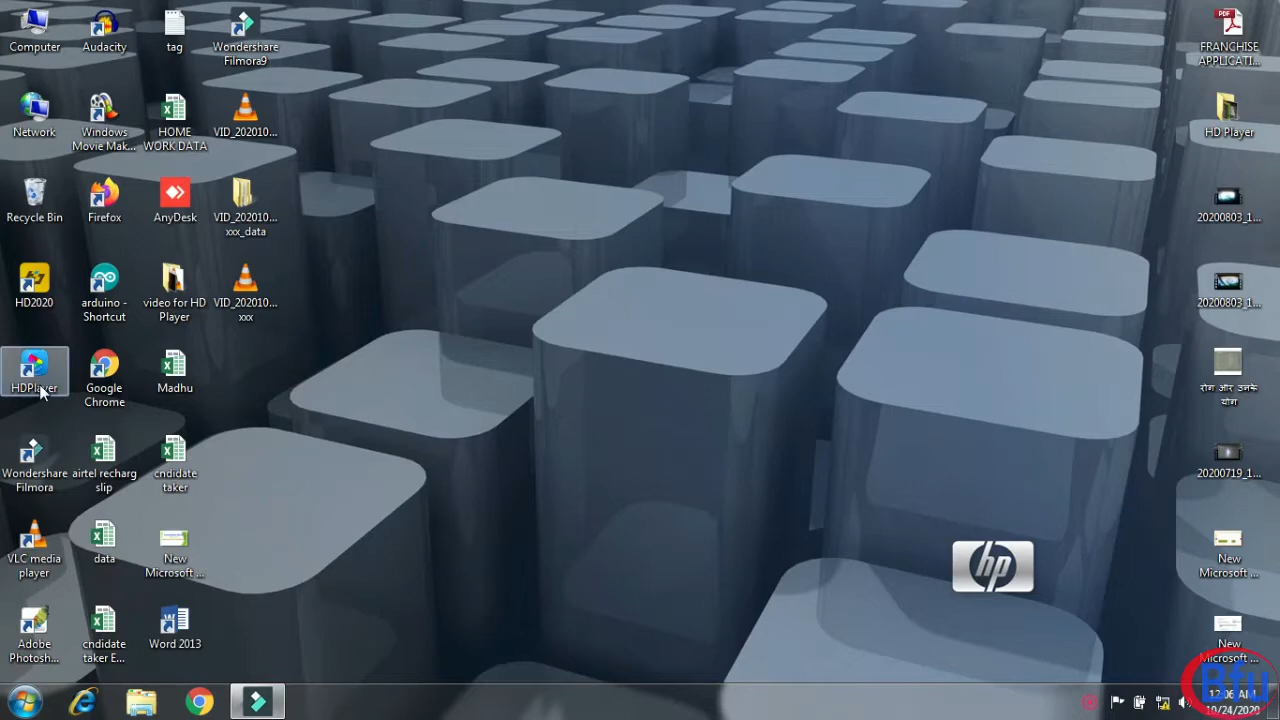 Computer
Audacity
tag
Wondershare
Filmora9
Network
Windows
Movie Mak...
HOME
WORK DATA
VID_202010...
Recycle Bin
Firefox
AnyDesk
VID_202010...
xxx_data
HD2020
arduino -
Shortcut
video for HD
Player
VID_202010...
xxx
HDPlayer
Google
Chrome
Madhu
Wondershare
Filmora
airtel recharg
slip
cndidate
taker
VLC media
player
data
New
Microsoft ...
Adobe
Photosh...
cndidate
taker E...
Word 2013
PDF
FRANCHISE
APPLICATI...
HD Player
20200803_1...
20200803_1...
रोग और उनके
योग
20200719_1...
New
Microsoft ...
New
Microsoft ...
hp
Bfu
12:06 AM
10/24/2020